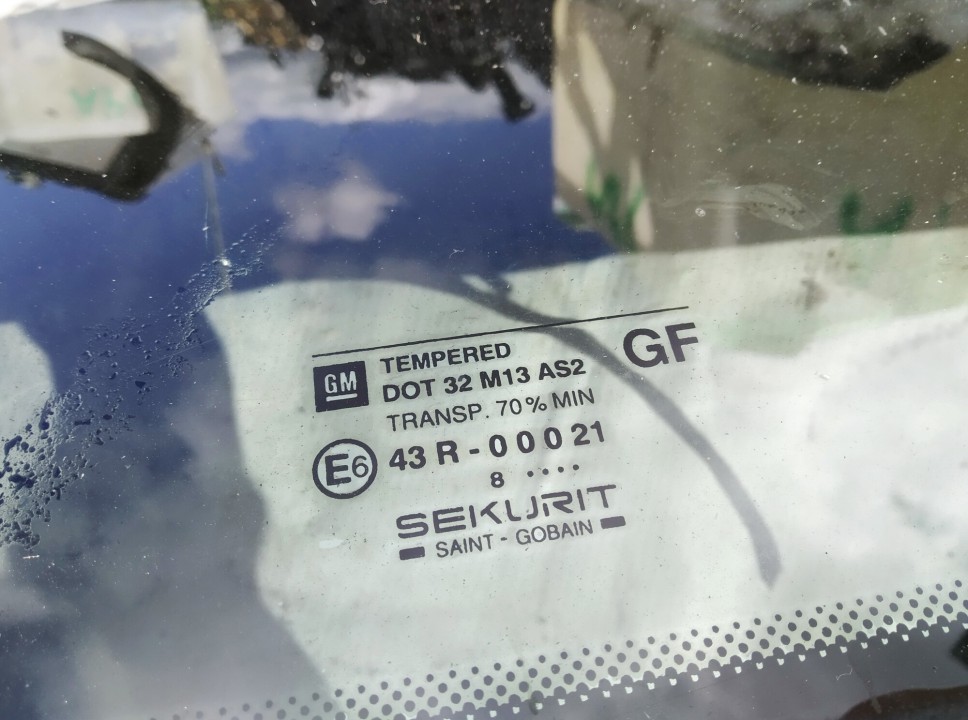 GM TEMPERED GF
DOT 32 M13 AS2
TRANSP. 70% MIN
E6 43 R - 00021
8 ....
SEKURIT
SAINT - GOBAIN